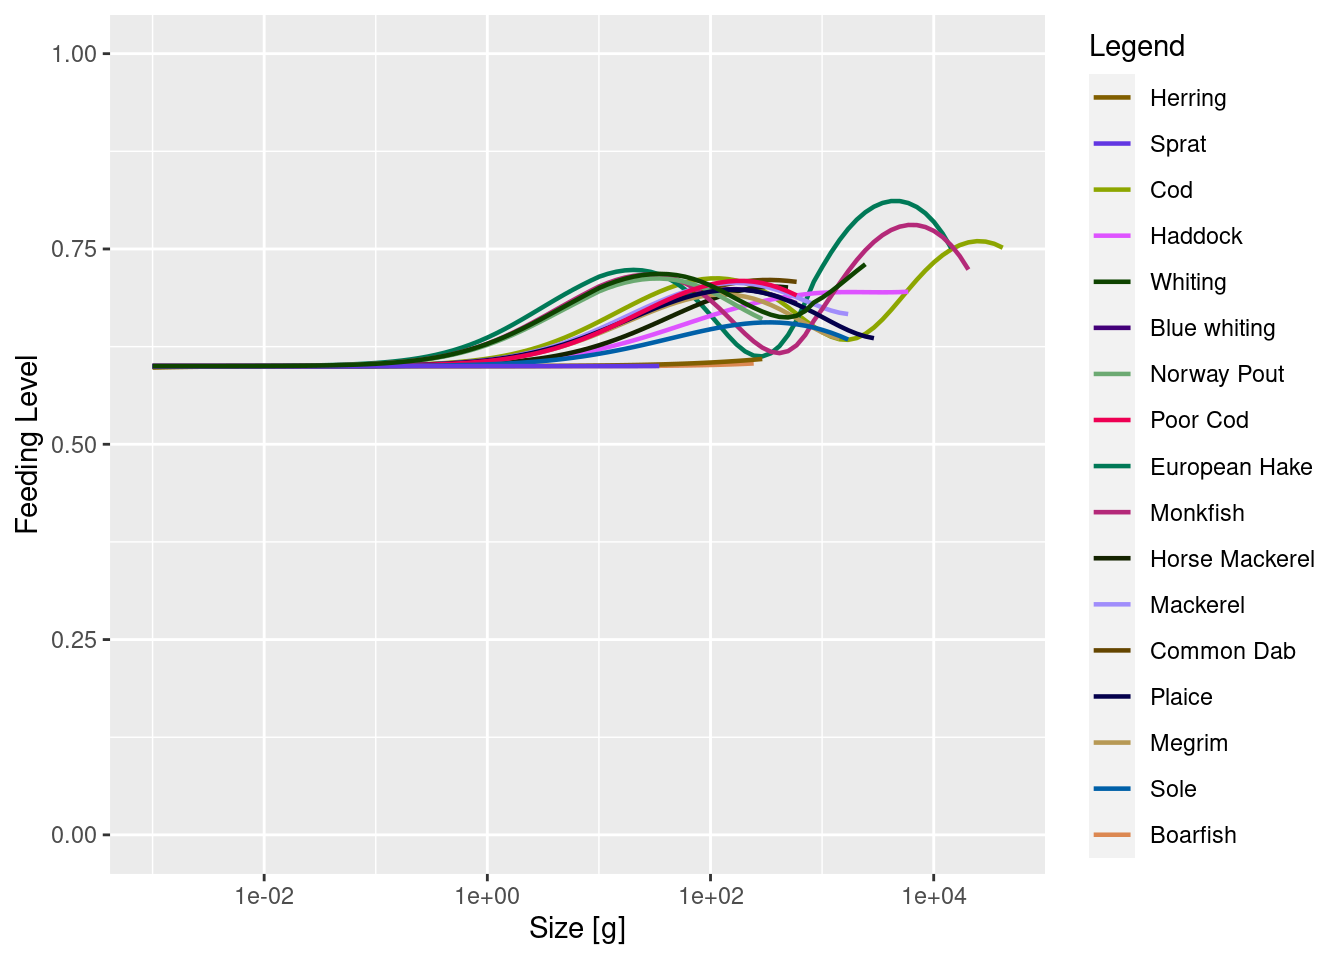 1.00
0.75
0.50
0.25
0.00
Feeding Level
1e-02
1e+00
1e+02
1e+04
Size [g]
Legend
Herring
Sprat
Cod
Haddock
Whiting
Blue whiting
Norway Pout
Poor Cod
European Hake
Monkfish
Horse Mackerel
Mackerel
Common Dab
Plaice
Megrim
Sole
Boarfish